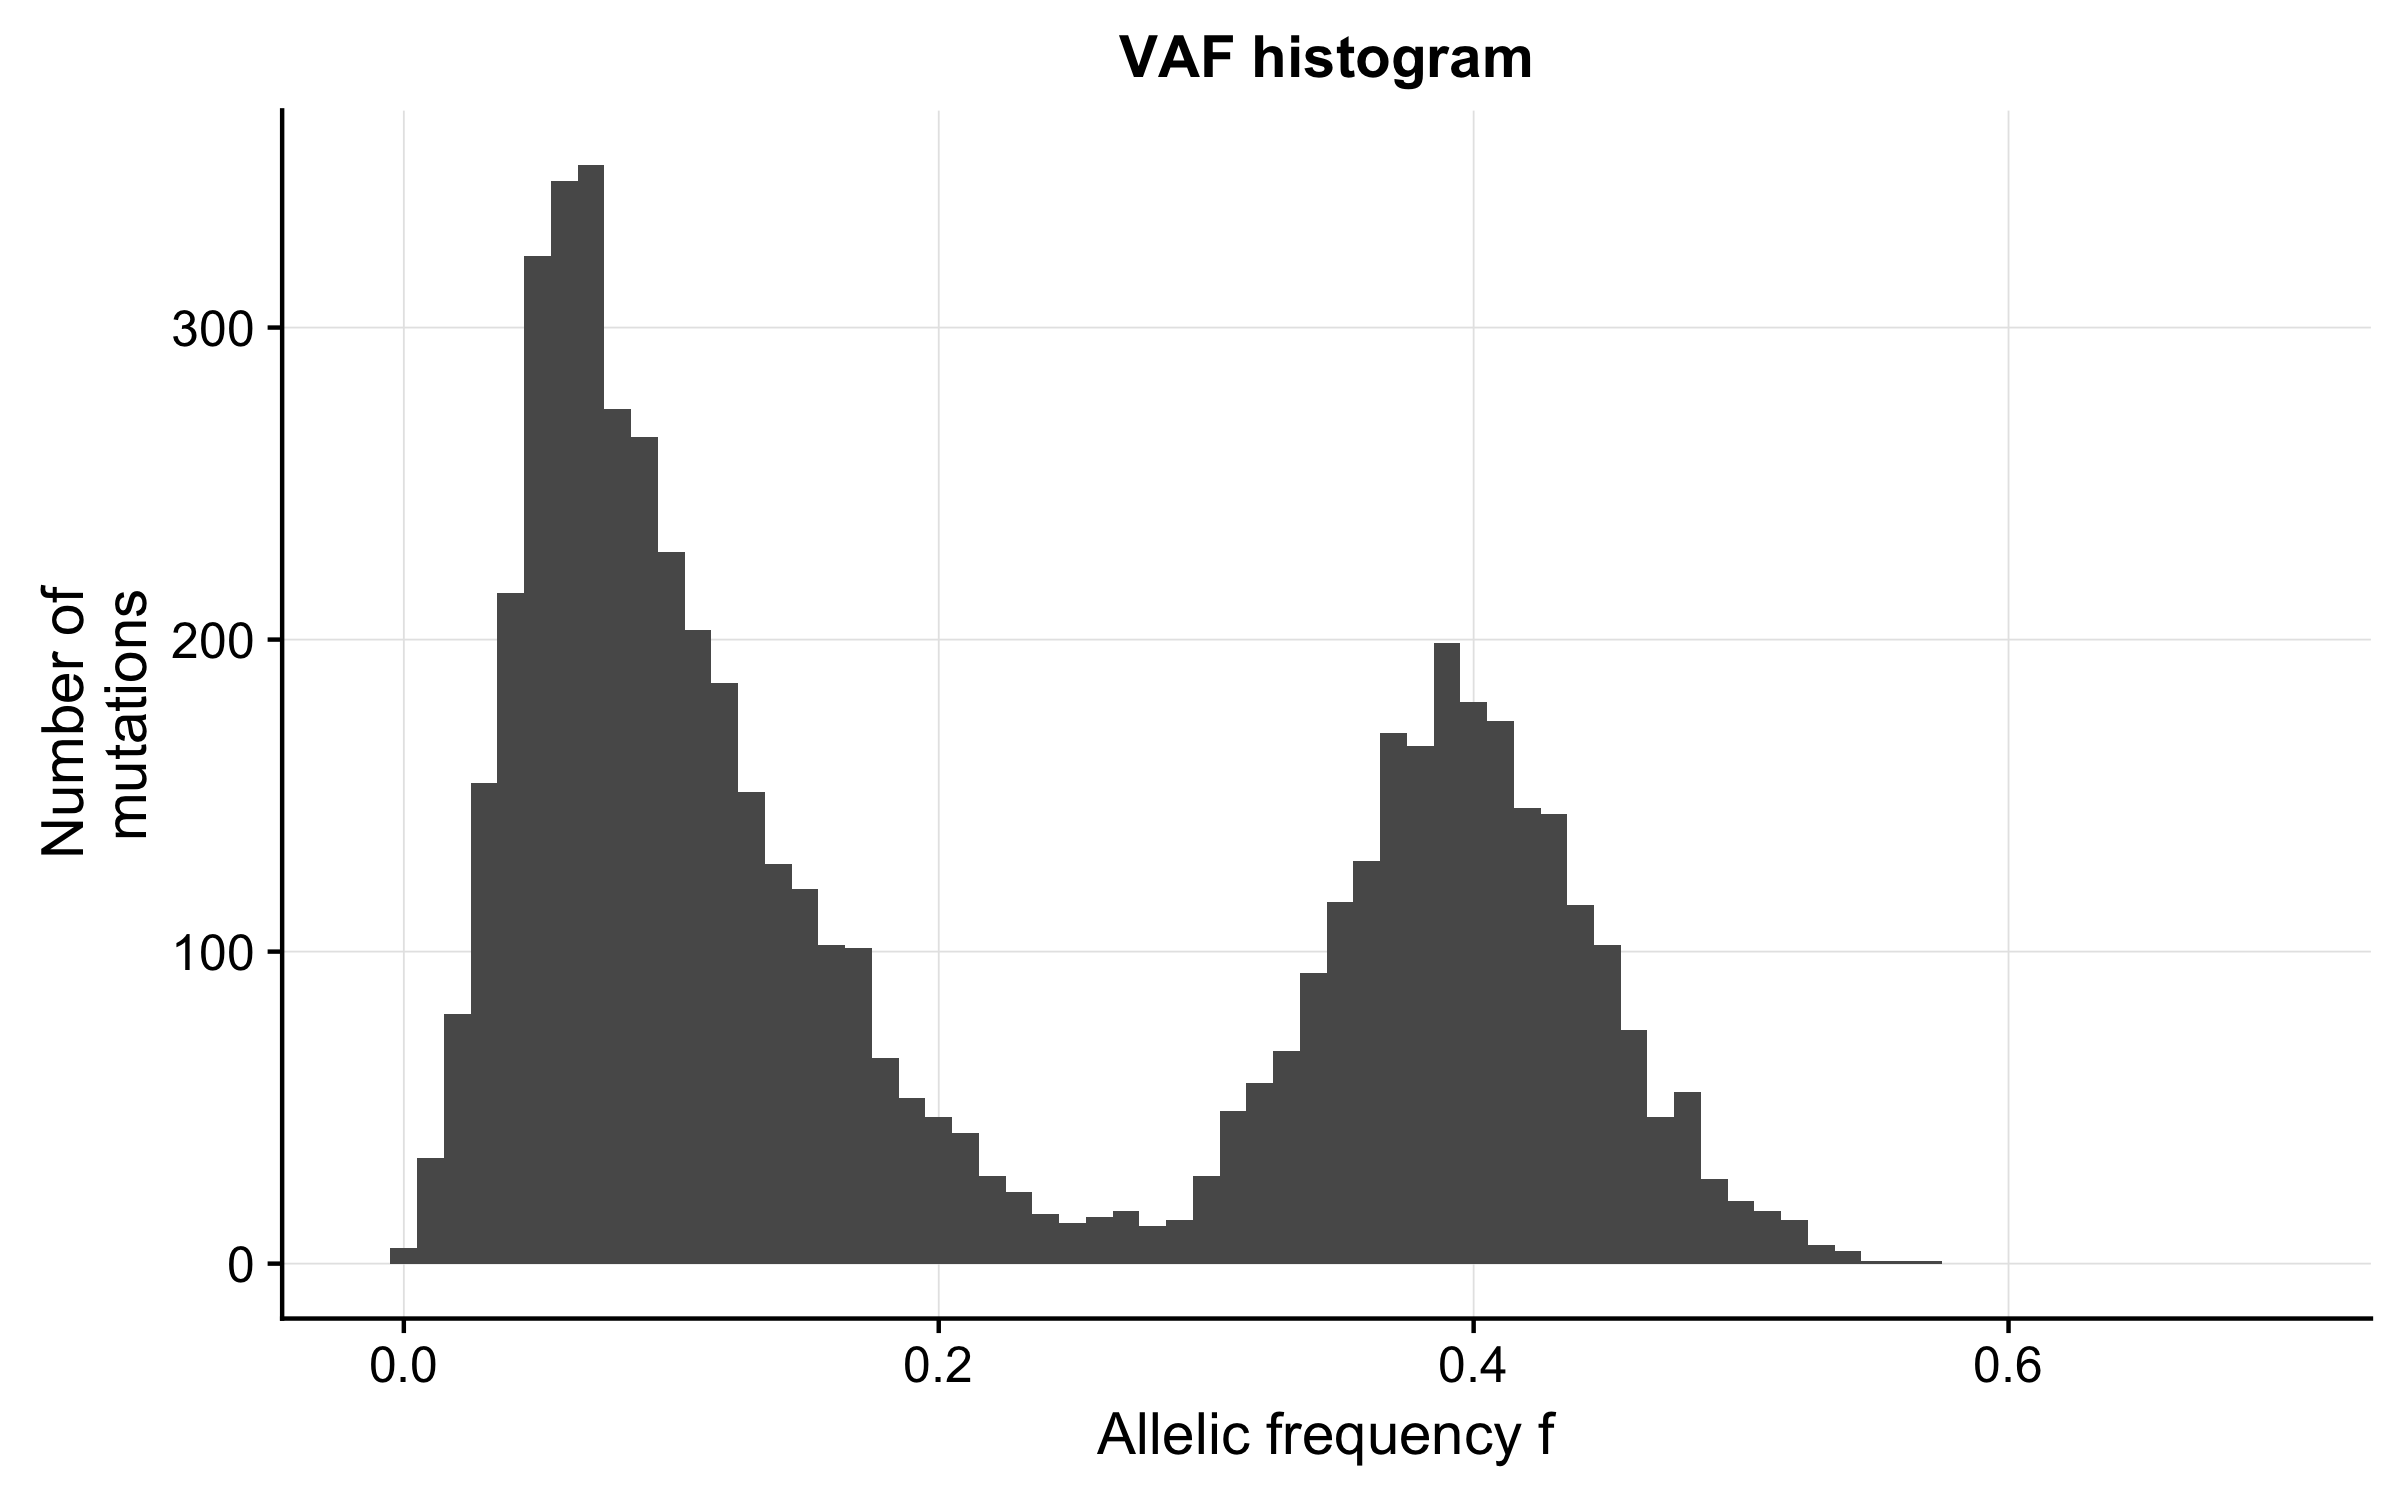 VAF histogram
Number of
mutations
300
200
100
0
0.0 0.2 0.4 0.6
Allelic frequency f